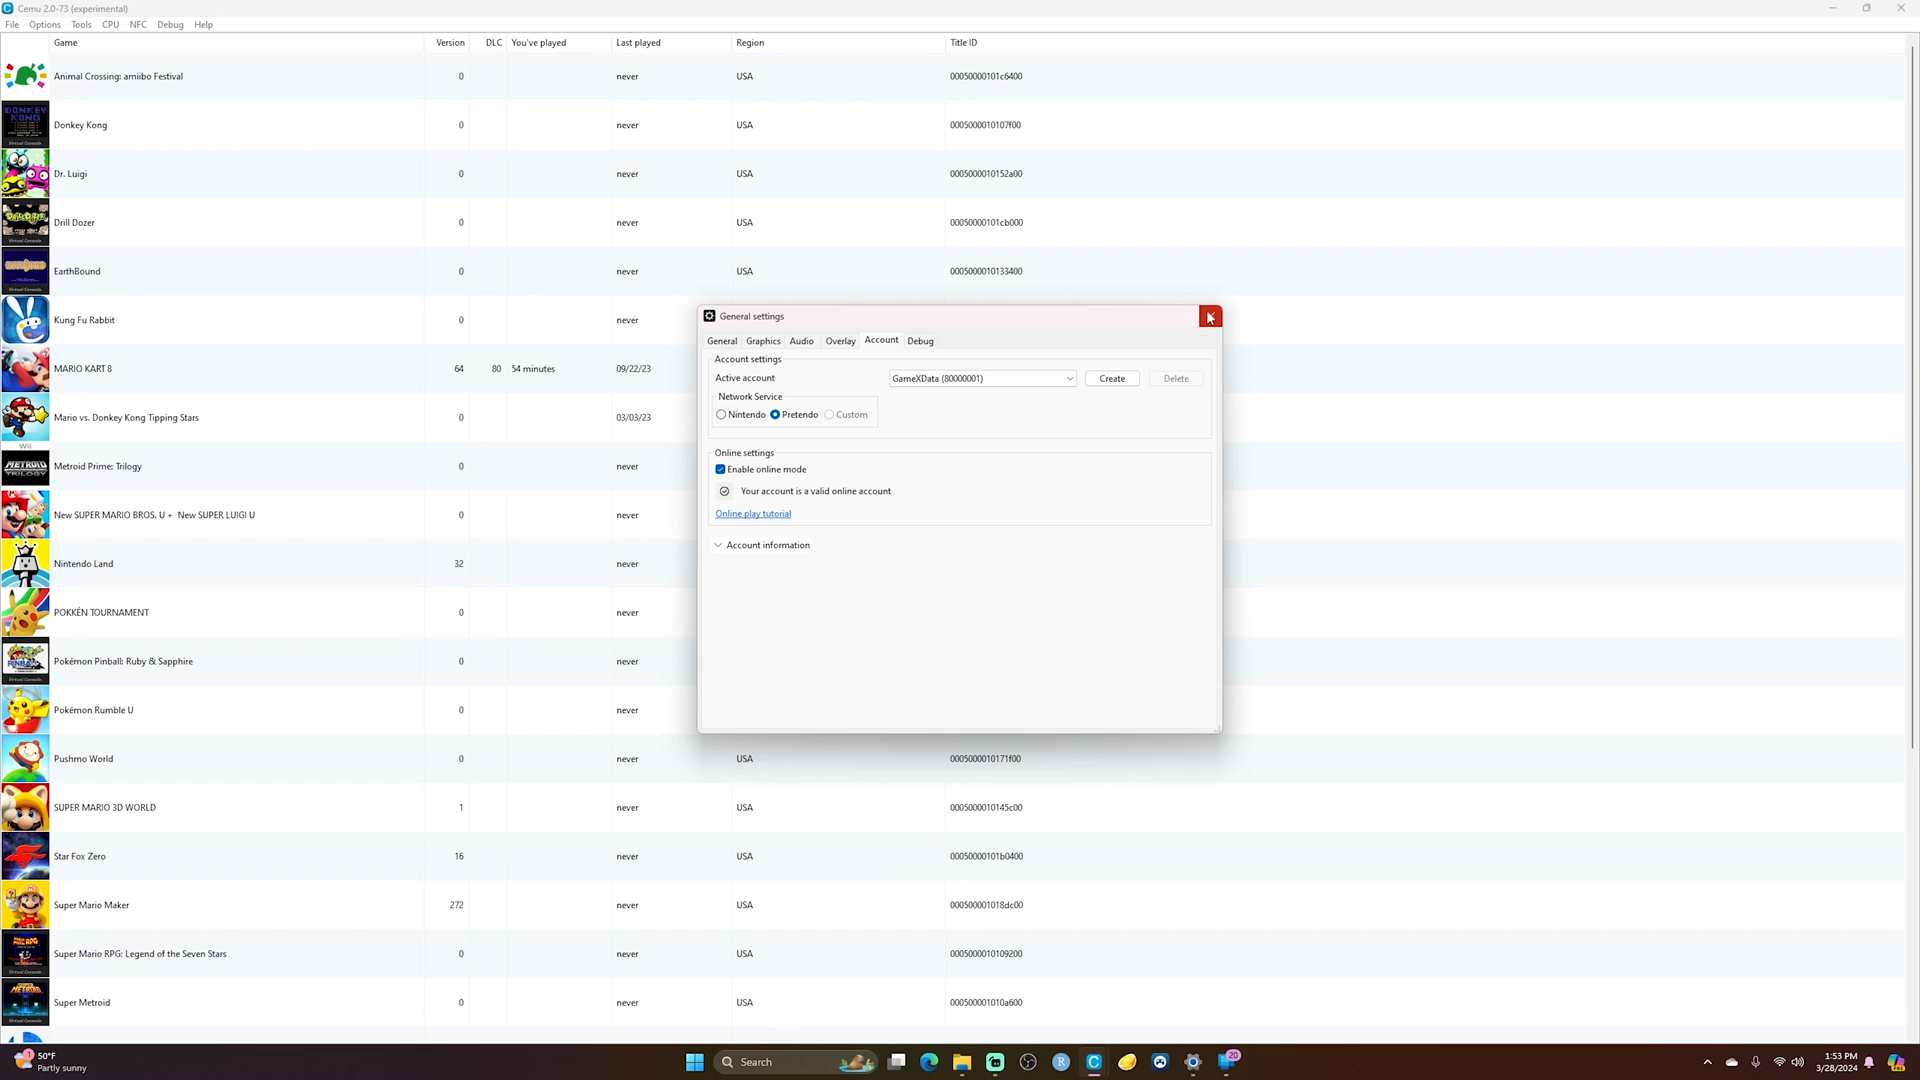 Cemu 2.0-73 (experimental)
File Options Tools CPU NFC Debug Help
Game Version DLC You've played Last played Region Title ID
Animal Crossing: amiibo Festival 0 never USA 00050000101c6400
Donkey Kong 0 never USA 0005000010107f00
Dr. Luigi 0 never USA 0005000010152a00
Drill Dozer 0 never USA 00050000101cb000
EarthBound 0 never USA 0005000010133400
Kung Fu Rabbit 0 never
MARIO KART 8 64 80 54 minutes 09/22/23
Mario vs. Donkey Kong Tipping Stars 0 03/03/23
Metroid Prime: Trilogy 0 never
New SUPER MARIO BROS. U + New SUPER LUIGI U 0 never
Nintendo Land 32 never
POKKÉN TOURNAMENT 0 never
Pokémon Pinball: Ruby & Sapphire 0 never
Pokémon Rumble U 0 never
Pushmo World 0 never USA 0005000010171f00
SUPER MARIO 3D WORLD 1 never USA 0005000010145c00
Star Fox Zero 16 never USA 00050000101b0400
Super Mario Maker 272 never USA 000500001018dc00
Super Mario RPG: Legend of the Seven Stars 0 never USA 0005000010109200
Super Metroid 0 never USA 000500001010a600
General settings
General Graphics Audio Overlay Account Debug
Account settings
Active account GameXData (80000001) Create Delete
Network Service
Nintendo Pretendo Custom
Online settings
Enable online mode
Your account is a valid online account
Online play tutorial
Account information
1 50°F
Partly sunny
Search
20
1:53 PM
3/28/2024